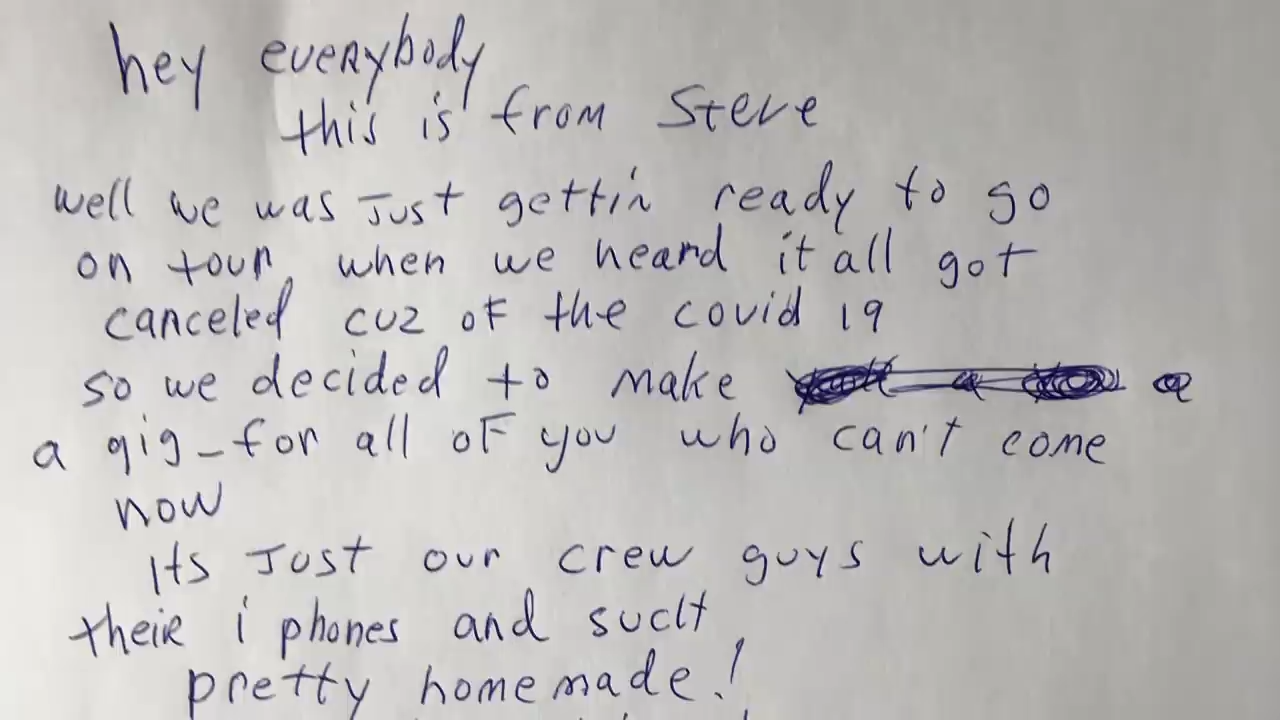 hey everybody
this is from Steve
well we was Just gettin ready to go
on tour, when we heard it all got
canceled cuz of the covid 19
so we decided to make
a gig - for all of you who can't come
now
Its Just our crew guys with
their i phones and such
pretty homemade!